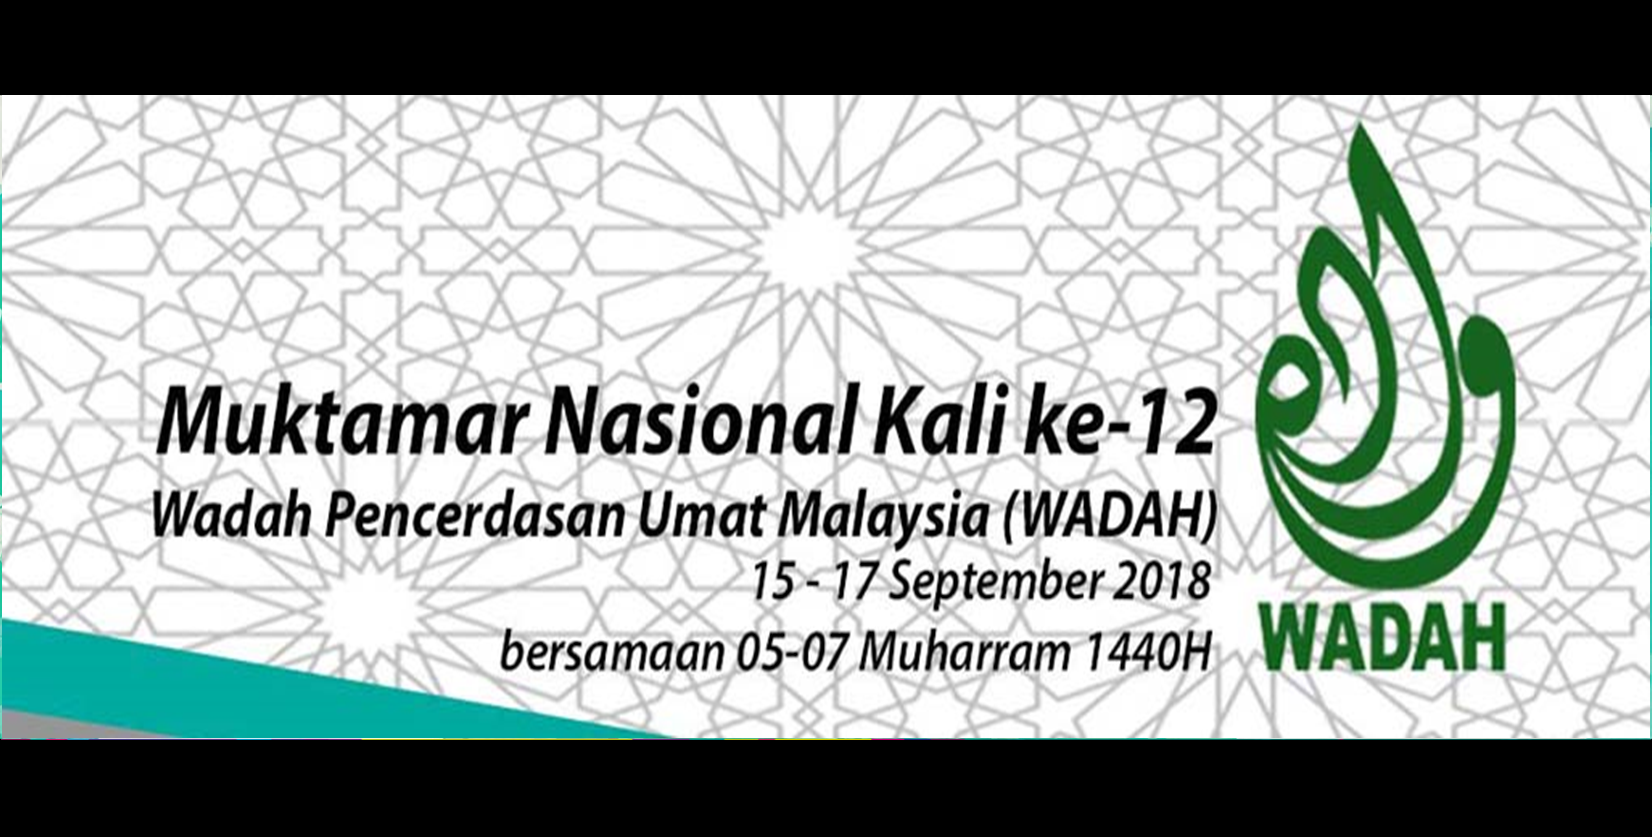 Muktamar Nasional Kali ke-12
Wadah Pencerdasan Umat Malaysia (WADAH)
15 - 17 September 2018
bersamaan 05-07 Muharram 1440H
WADAH